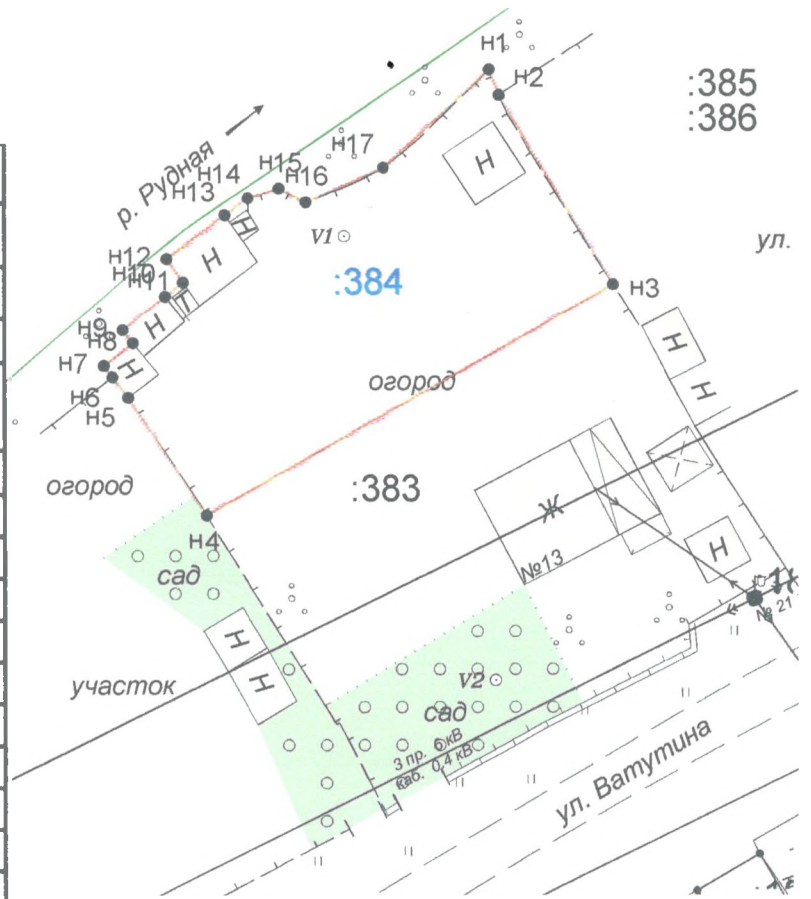 н1
н2
:385
:386
р. Рудная
н17
н15
н14
н16
н13
Н
Н
Н
V1
ул.
н12
н10
н11
:384
Т
н3
н9
н8
Н
Н
н7
Н
огород
Н
н6
н5
огород
:383
Ж
н4
сад
№13
Н
№ 21
Н
Н
участок
V2
сад
3 пр. 6 кВ
каб. 0,4 кВ
ул. Ватутина